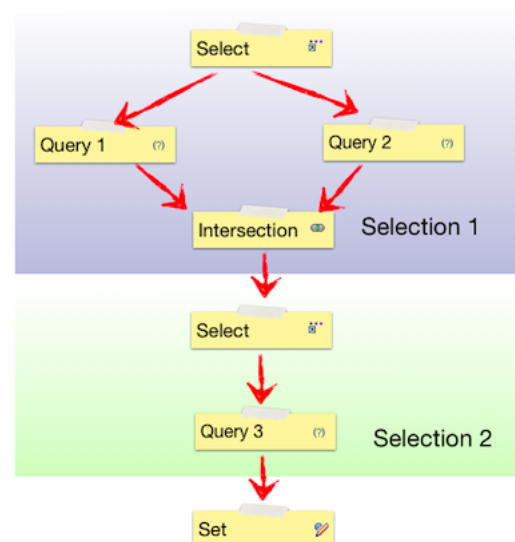 Select
Query 1 (?)
Query 2 (?)
Intersection
Selection 1
Select
Query 3 (?)
Selection 2
Set